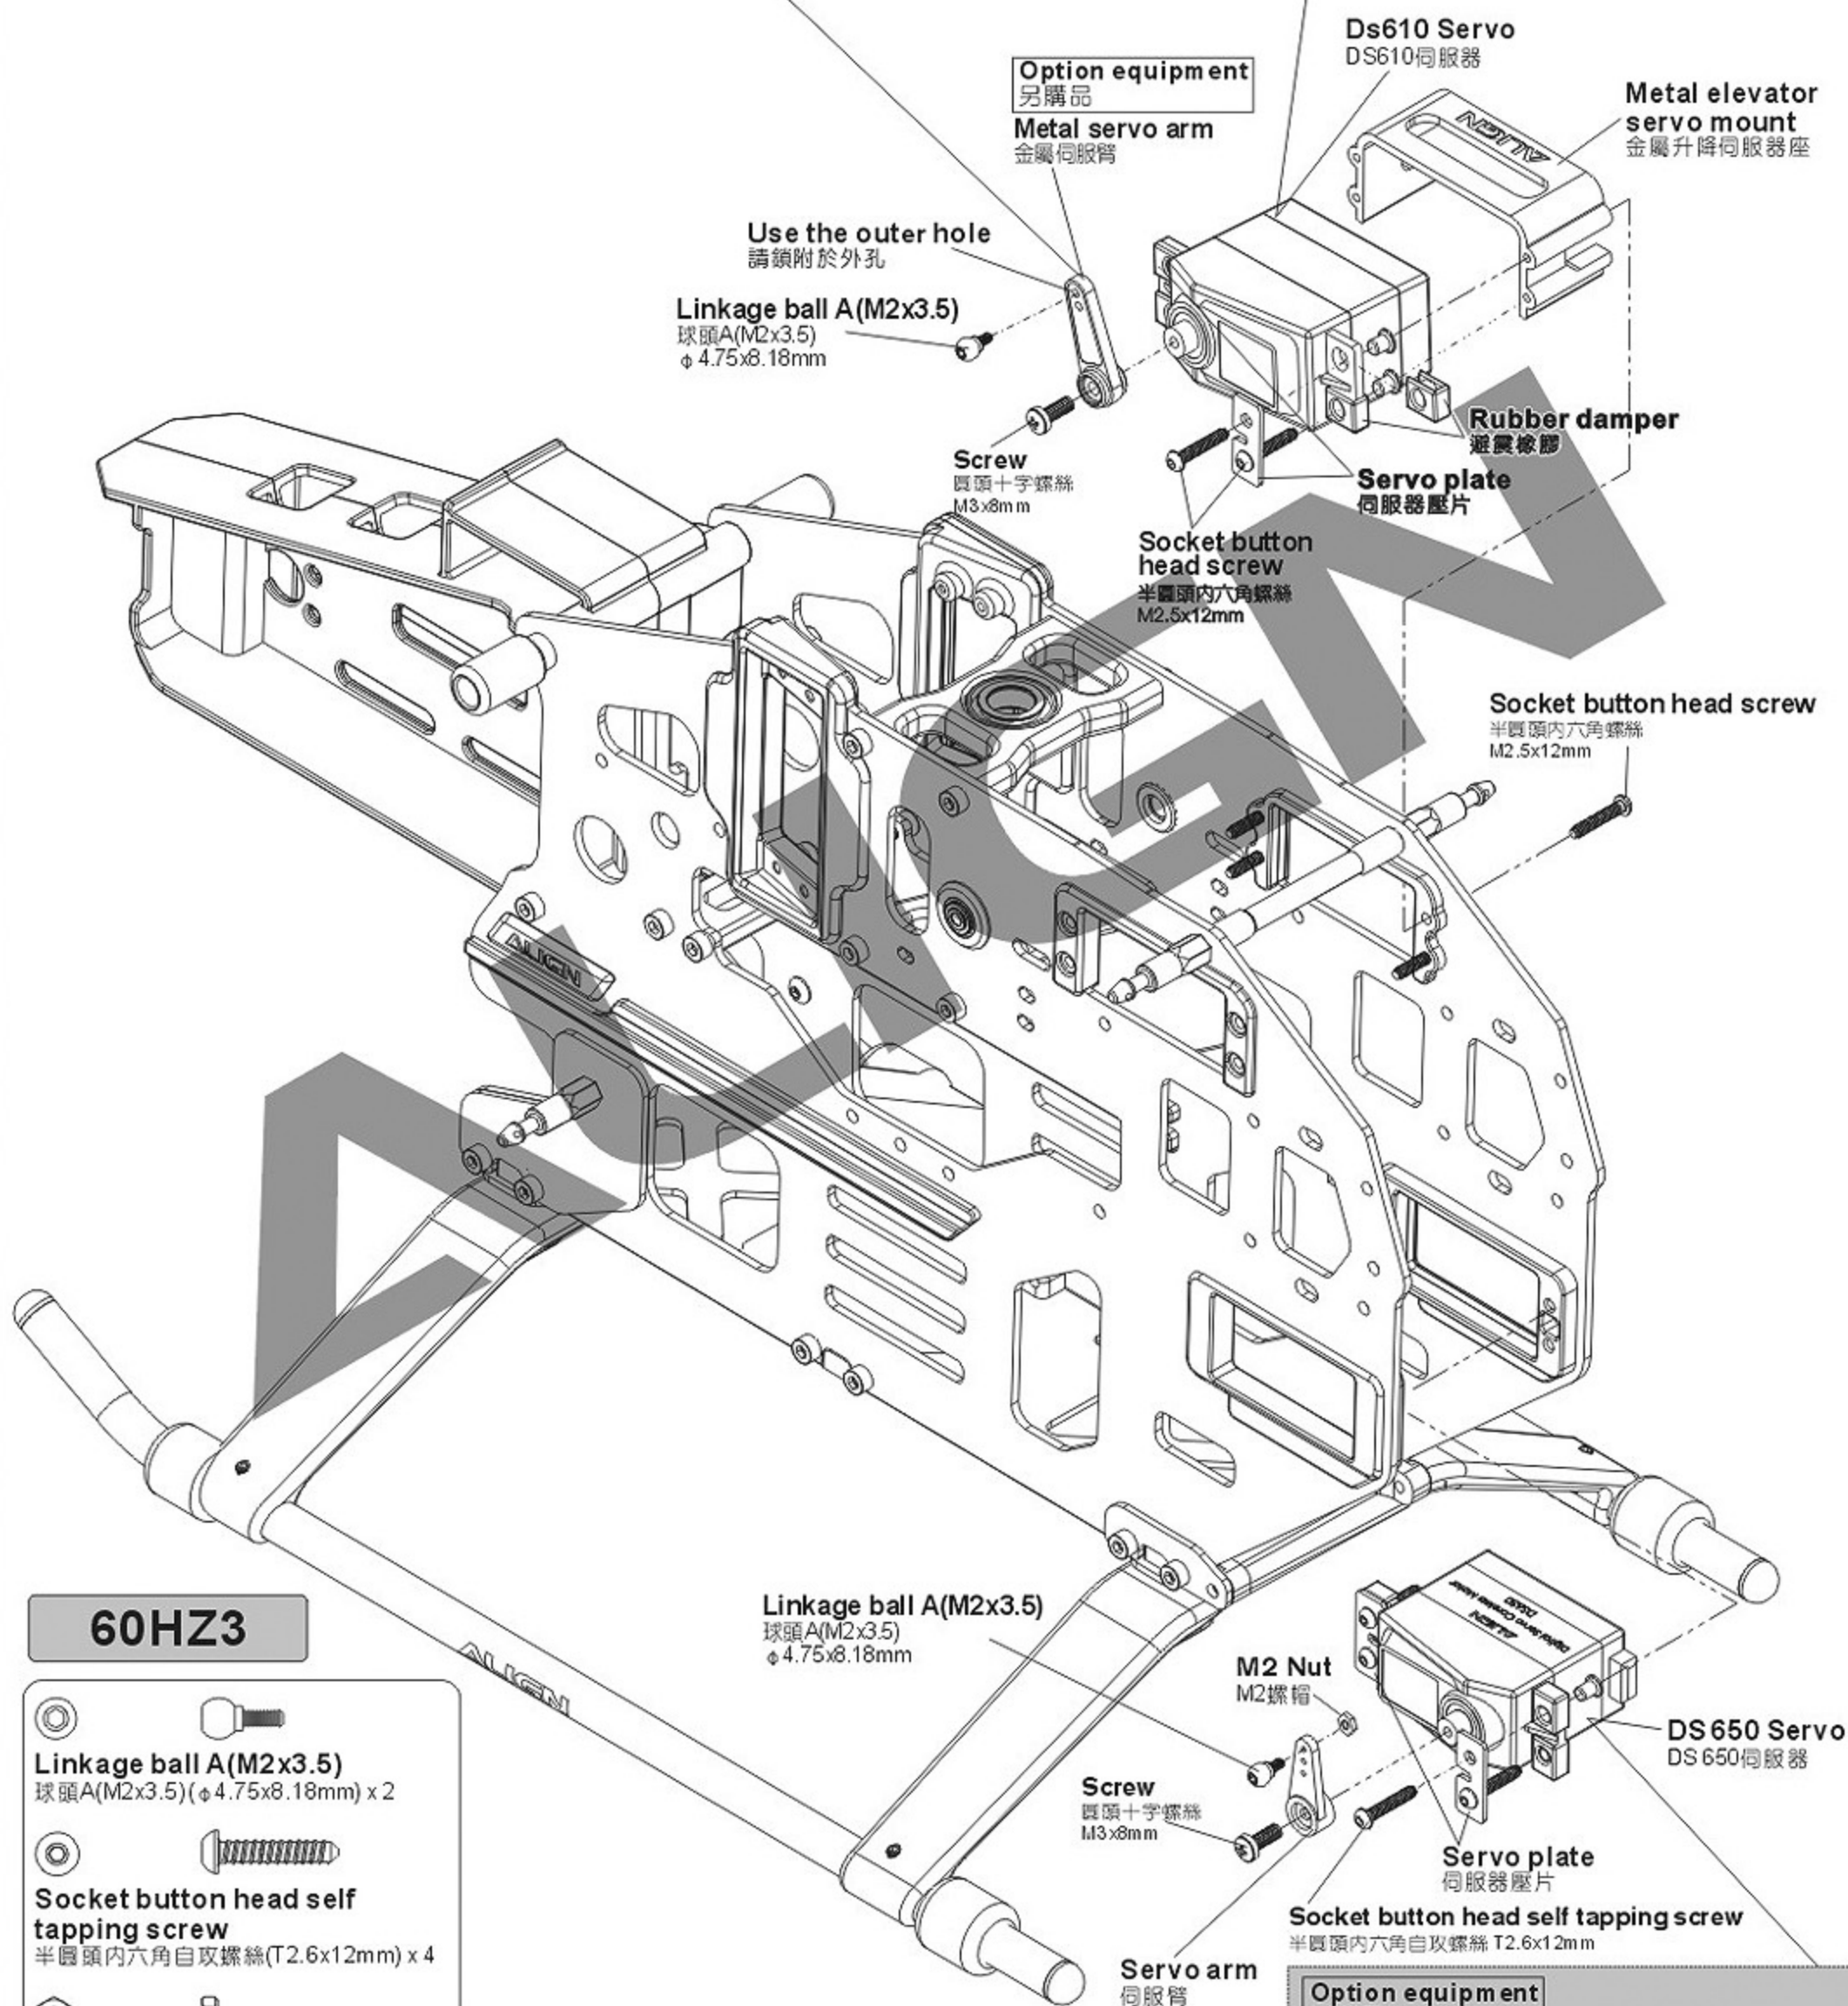 Ds610 Servo
DS610伺服器
Option equipment
另購品
Metal servo arm
金屬伺服臂
Metal elevator
servo mount
金屬升降伺服器座
ALIGN
Use the outer hole
請鎖附於外孔
Linkage ball A(M2x3.5)
球頭A(M2x3.5)
φ4.75x8.18mm
Rubber damper
避震橡膠
Screw
圓頭十字螺絲
M3x8mm
Servo plate
伺服器壓片
Socket button
head screw
半圓頭內六角螺絲
M2.5x12mm
Socket button head screw
半圓頭內六角螺絲
M2.5x12mm
ALIGN
ALIGN
Linkage ball A(M2x3.5)
球頭A(M2x3.5)
φ4.75x8.18mm
M2 Nut
M2螺帽
ALIGN
DS650
DS650 Servo
DS650伺服器
Screw
圓頭十字螺絲
M3x8mm
Servo plate
伺服器壓片
Socket button head self tapping screw
半圓頭內六角自攻螺絲 T2.6x12mm
Servo arm
伺服臂
Option equipment
60HZ3
ALIGN
Linkage ball A(M2x3.5)
球頭A(M2x3.5)(φ4.75x8.18mm) x 2
Socket button head self
tapping screw
半圓頭內六角自攻螺絲(T2.6x12mm) x 4